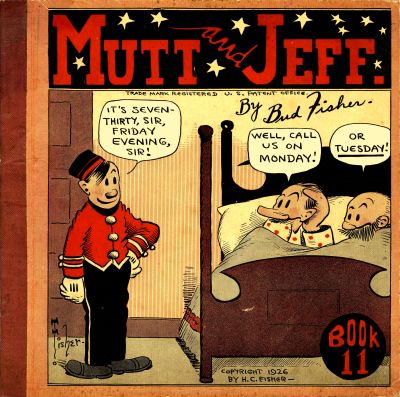 MUTT and JEFF.
TRADE MARK REGISTERED U.S. PATENT OFFICE.
By Bud Fisher-
IT'S SEVEN-
THIRTY, SIR,
FRIDAY
EVENING,
SIR!
WELL, CALL
US ON
MONDAY!
OR
TUESDAY!
BOOK
11
COPYRIGHT 1926
BY H.C. FISHER-
Fisher-